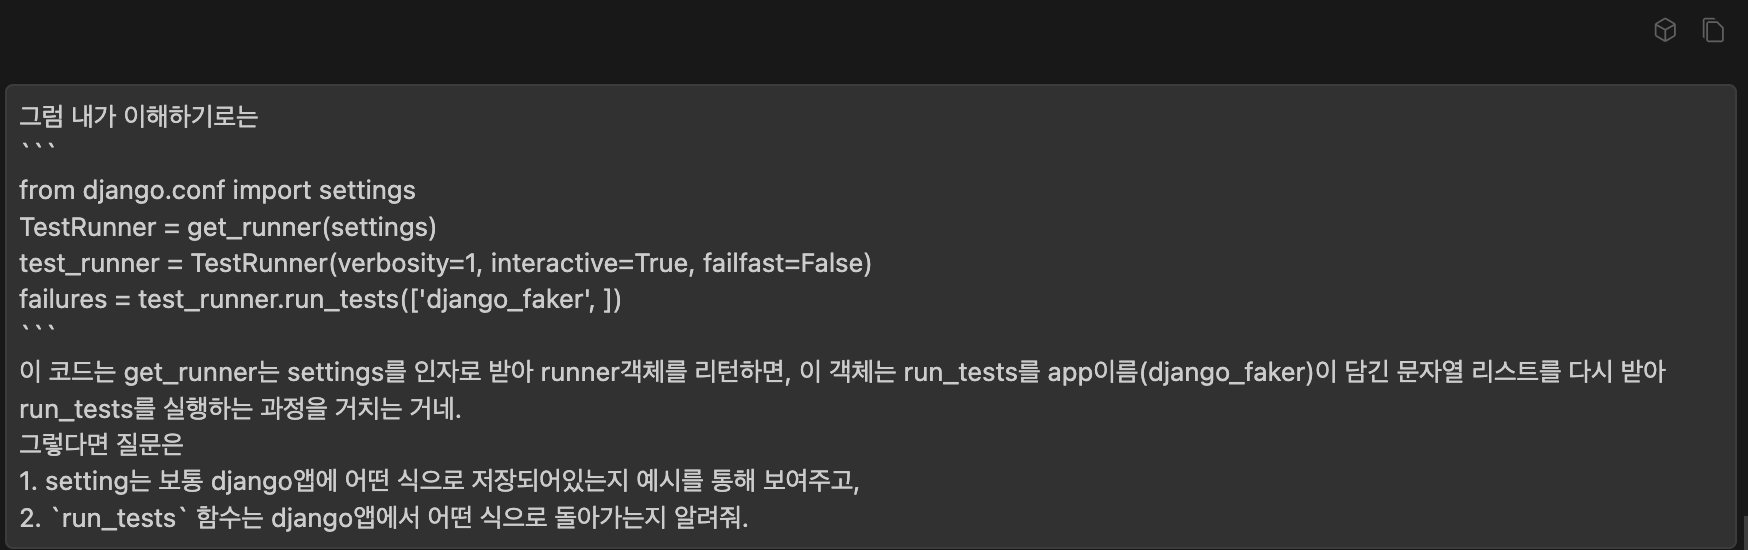 그럼 내가 이해하기로는
```
from django.conf import settings
TestRunner = get_runner(settings)
test_runner = TestRunner(verbosity=1, interactive=True, failfast=False)
failures = test_runner.run_tests(['django_faker', ])
```
이 코드는 get_runner는 settings를 인자로 받아 runner객체를 리턴하면, 이 객체는 run_tests를 app이름(django_faker)이 담긴 문자열 리스트를 다시 받아
run_tests를 실행하는 과정을 거치는 거네.
그렇다면 질문은
1. setting는 보통 django앱에 어떤 식으로 저장되어있는지 예시를 통해 보여주고,
2. `run_tests` 함수는 django앱에서 어떤 식으로 돌아가는지 알려줘.